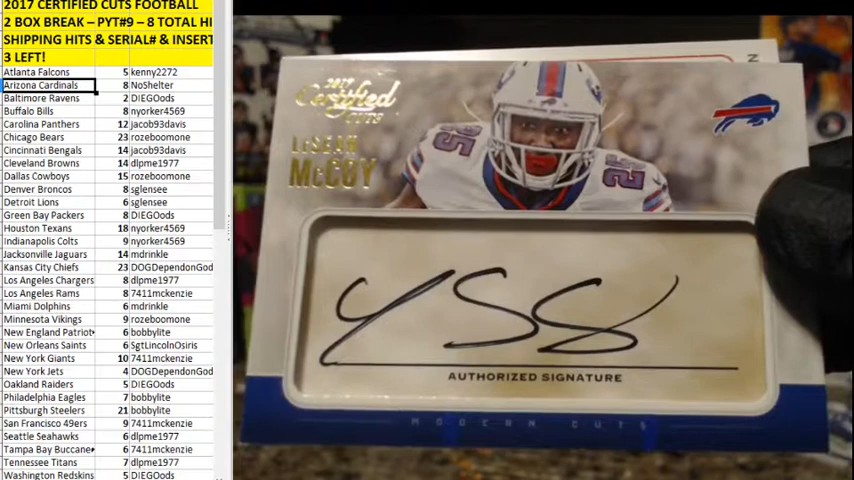 2017 CERTIFIED CUTS FOOTBALL
2 BOX BREAK – PYT#9 – 8 TOTAL HI
SHIPPING HITS & SERIAL# & INSERT
3 LEFT!
Atlanta Falcons 5 kenny2272
Arizona Cardinals 8 NoShelter
Baltimore Ravens 2 DIEGOods
Buffalo Bills 8 nyorker4569
Carolina Panthers 12 jacob93davis
Chicago Bears 23 rozeboomone
Cincinnati Bengals 14 jacob93davis
Cleveland Browns 14 dlpme1977
Dallas Cowboys 15 rozeboomone
Denver Broncos 8 sglensee
Detroit Lions 6 sglensee
Green Bay Packers 8 DIEGOods
Houston Texans 18 nyorker4569
Indianapolis Colts 9 nyorker4569
Jacksonville Jaguars 14 mdrinkle
Kansas City Chiefs 23 DOGDependonGod
Los Angeles Chargers 8 dlpme1977
Los Angeles Rams 8 7411mckenzie
Miami Dolphins 6 mdrinkle
Minnesota Vikings 9 rozeboomone
New England Patriot 6 bobbylite
New Orleans Saints 6 SgtLincolnOsiris
New York Giants 10 7411mckenzie
New York Jets 4 DOGDependonGod
Oakland Raiders 5 DIEGOods
Philadelphia Eagles 7 bobbylite
Pittsburgh Steelers 21 bobbylite
San Francisco 49ers 9 7411mckenzie
Seattle Seahawks 6 dlpme1977
Tampa Bay Buccane 6 7411mckenzie
Tennessee Titans 7 dlpme1977
Washington Redskins 5 DIEGOods
2017
Certified
CUTS
LeSEAN
McCOY
25
25
AUTHORIZED SIGNATURE
MODERN CUTS